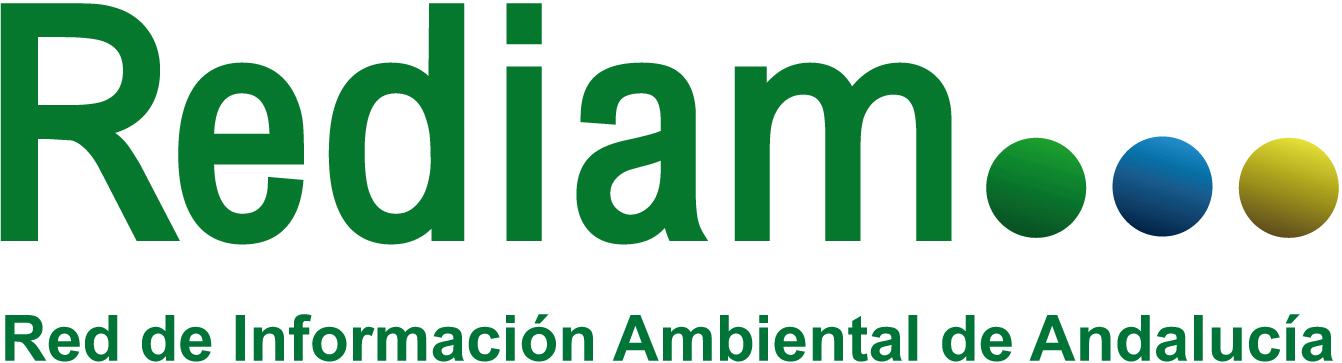 Rediam...
Red de Información Ambiental de Andalucía